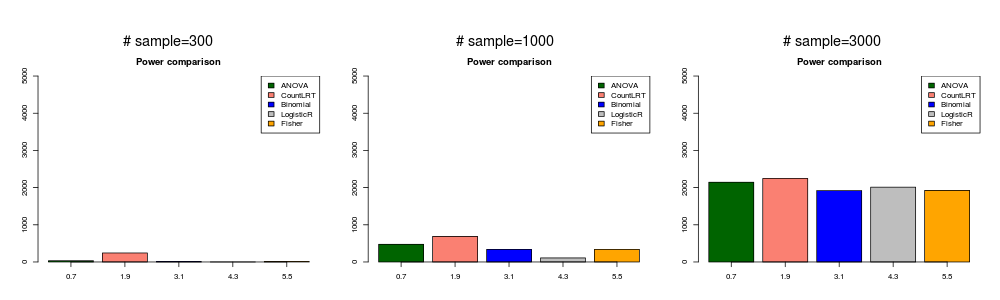 # sample=300
Power comparison
5000
4000
3000
2000
1000
0
ANOVA
CountLRT
Binomial
LogisticR
Fisher
0.7 1.9 3.1 4.3 5.5
# sample=1000
Power comparison
5000
4000
3000
2000
1000
0
ANOVA
CountLRT
Binomial
LogisticR
Fisher
0.7 1.9 3.1 4.3 5.5
# sample=3000
Power comparison
5000
4000
3000
2000
1000
0
ANOVA
CountLRT
Binomial
LogisticR
Fisher
0.7 1.9 3.1 4.3 5.5